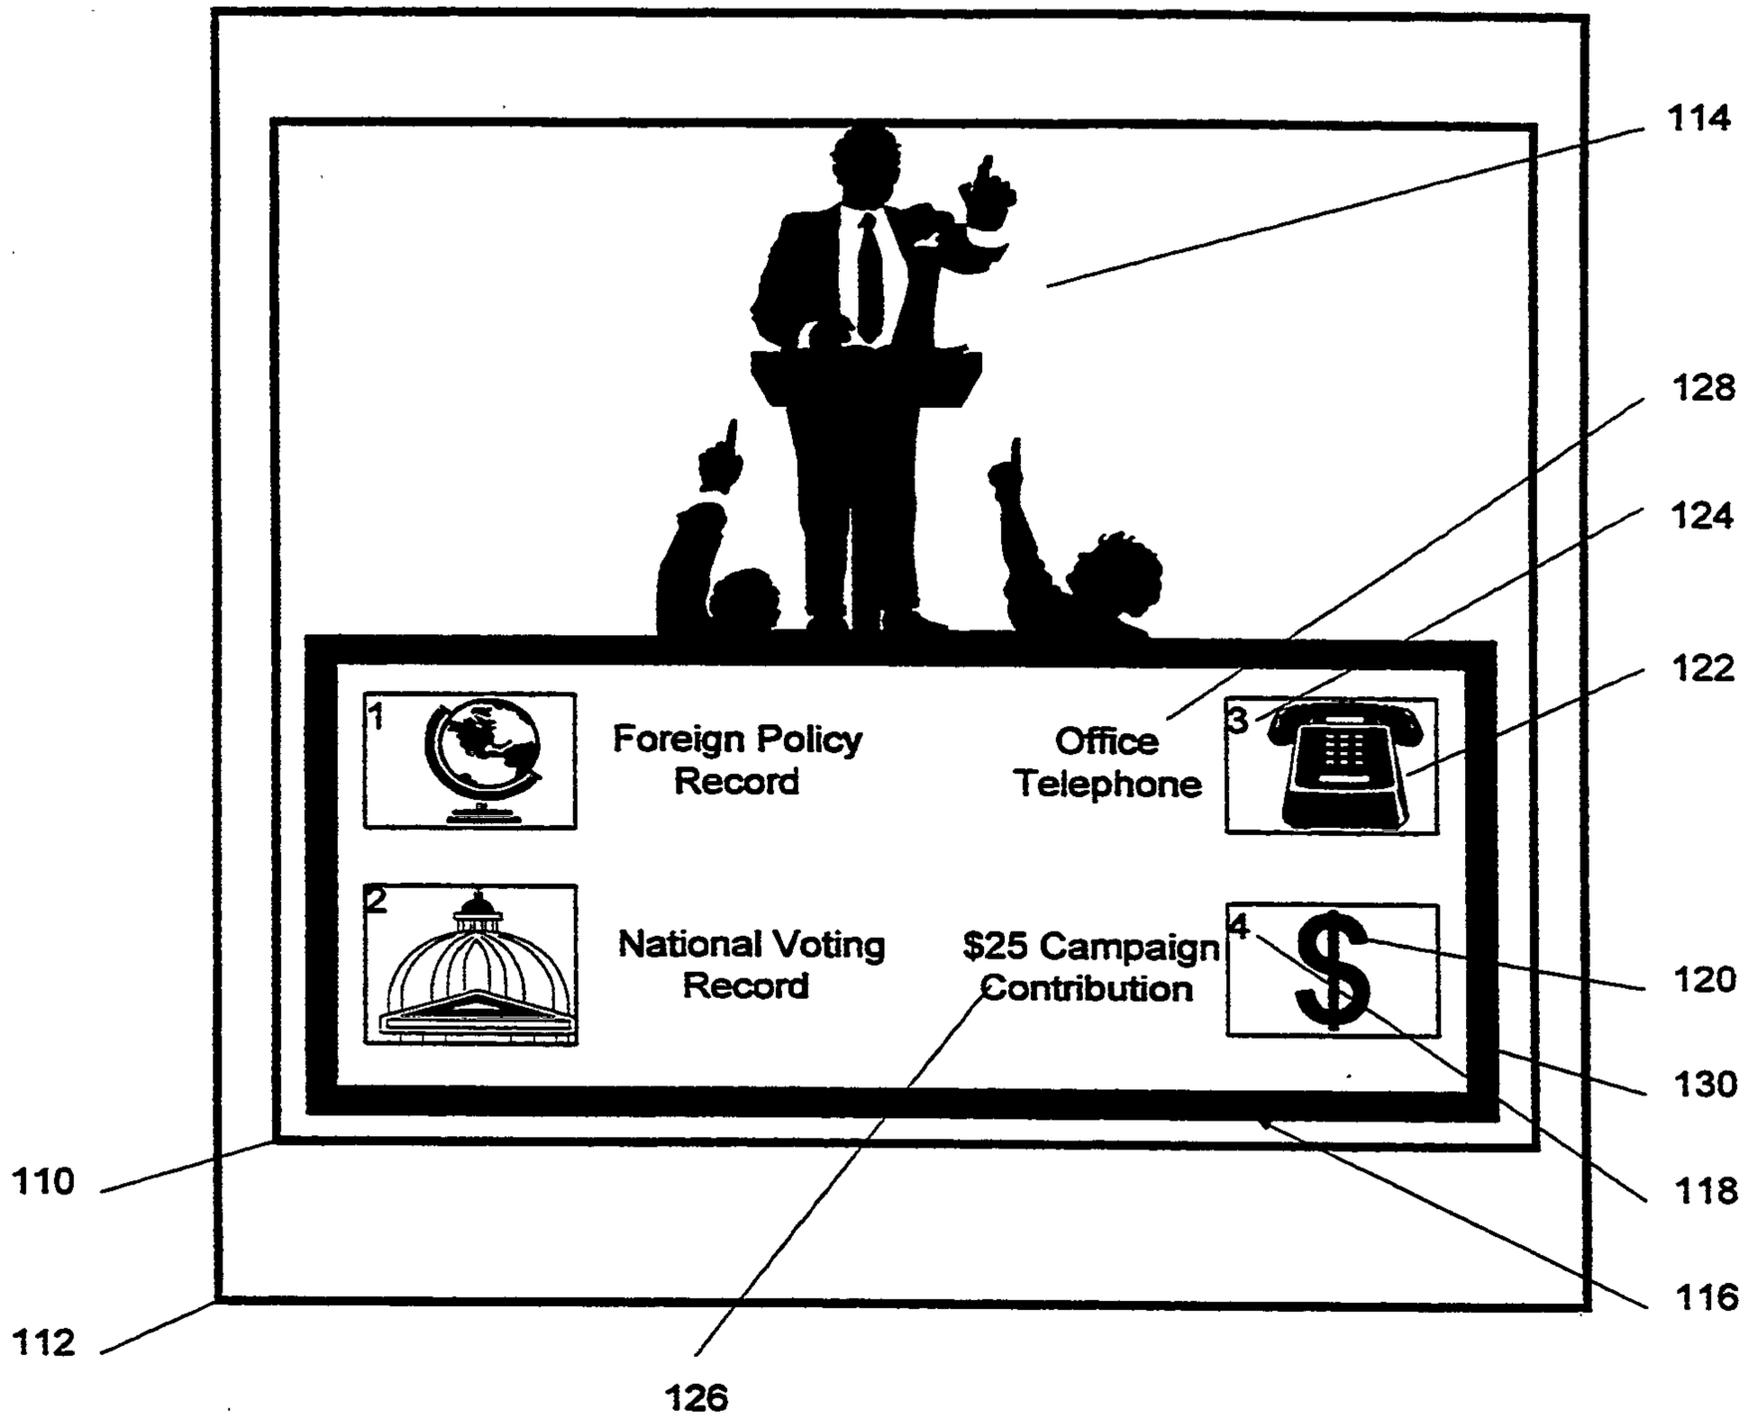 114
128
124
122
1
Foreign Policy
Record
Office
Telephone
3
2
National Voting
Record
$25 Campaign
Contribution
4
120
130
110
118
116
112
126